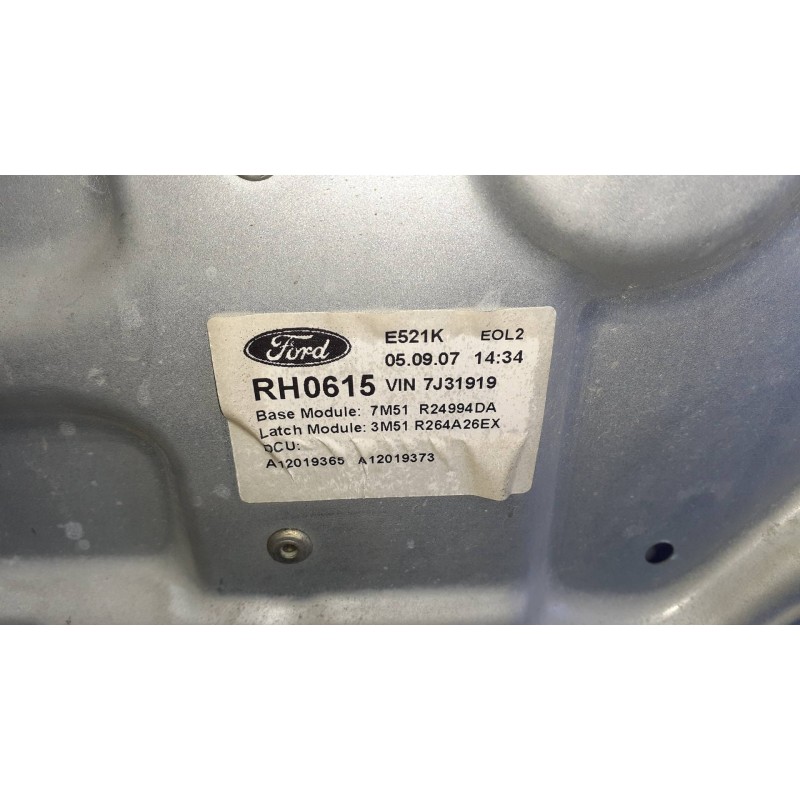 Ford E521K EOL2
05.09.07 14:34
RH0615 VIN 7J31919
Base Module: 7M51 R24994DA
Latch Module: 3M51 R264A26EX
DCU:
A12019365 A12019373